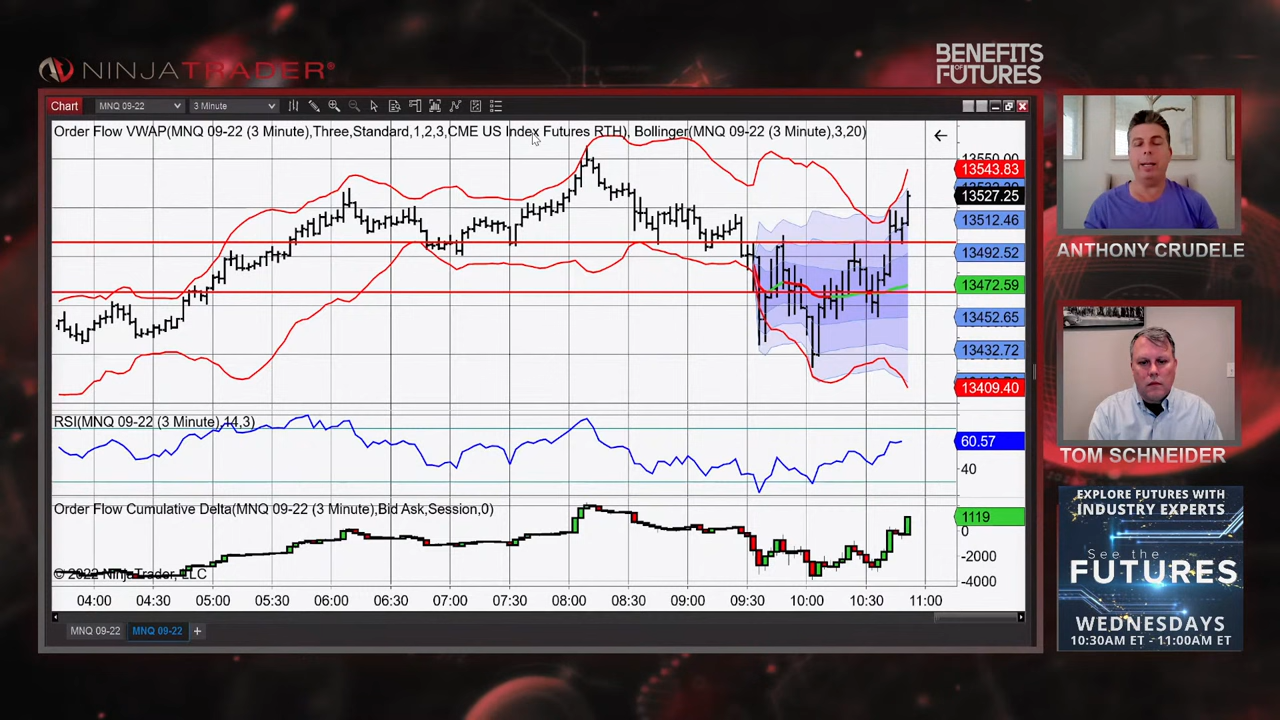 NINJATRADER®
BENEFITS
OF
FUTURES
Chart MNQ 09-22 3 Minute
Order Flow VWAP(MNQ 09-22 (3 Minute),Three,Standard,1,2,3,CME US Index Futures RTH), Bollinger(MNQ 09-22 (3 Minute),3,20)
13550.00
13543.83
13527.25
13512.46
13492.52
13472.59
13452.65
13432.72
13409.40
RSI(MNQ 09-22 (3 Minute),14,3)
60.57
40
Order Flow Cumulative Delta(MNQ 09-22 (3 Minute),Bid Ask,Session,0)
1119
0
-2000
-4000
© 2022 NinjaTrader, LLC
04:00 04:30 05:00 05:30 06:00 06:30 07:00 07:30 08:00 08:30 09:00 09:30 10:00 10:30 11:00
MNQ 09-22 MNQ 09-22 +
ANTHONY CRUDELE
TOM SCHNEIDER
EXPLORE FUTURES WITH
INDUSTRY EXPERTS
See the
FUTURES
WEDNESDAYS
10:30AM ET - 11:00AM ET